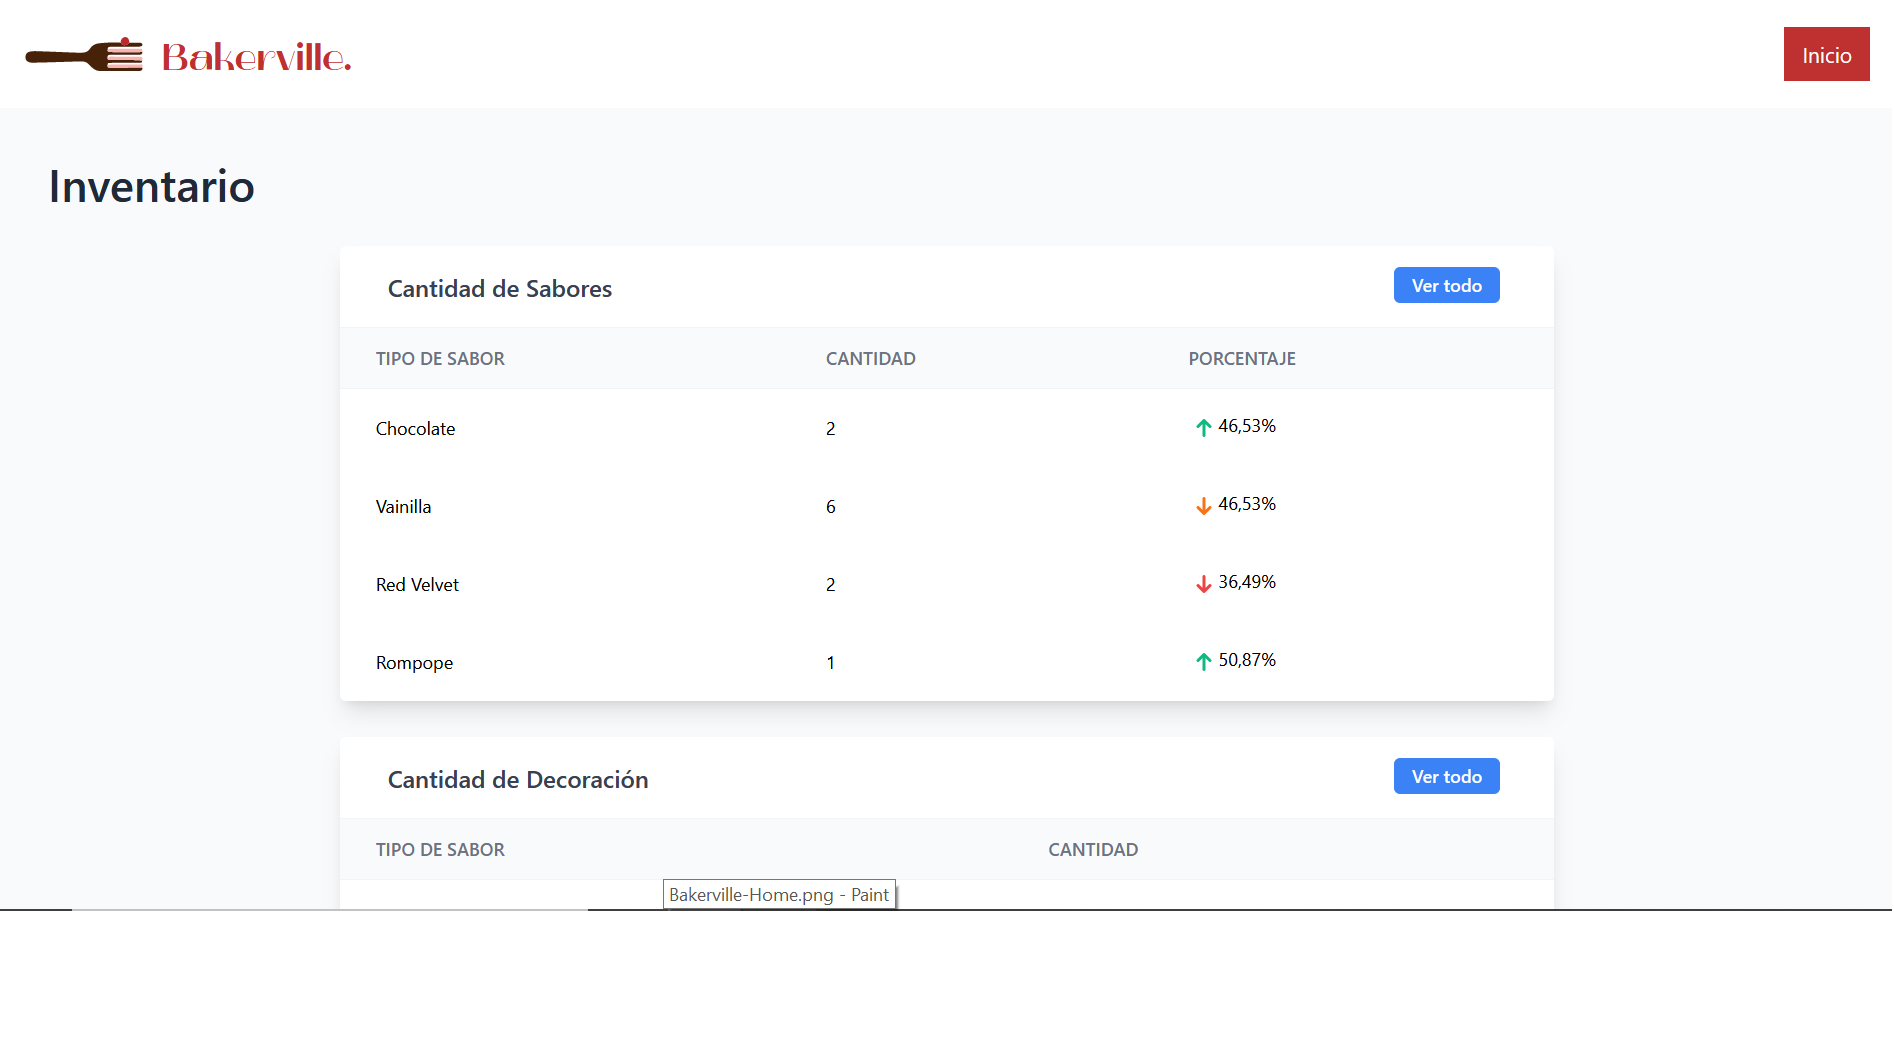 Bakerville.
Inicio
Inventario
Cantidad de Sabores
Ver todo
TIPO DE SABOR CANTIDAD PORCENTAJE
Chocolate 2 46,53%
Vainilla 6 46,53%
Red Velvet 2 36,49%
Rompope 1 50,87%
Cantidad de Decoración
Ver todo
TIPO DE SABOR CANTIDAD
Bakerville-Home.png - Paint